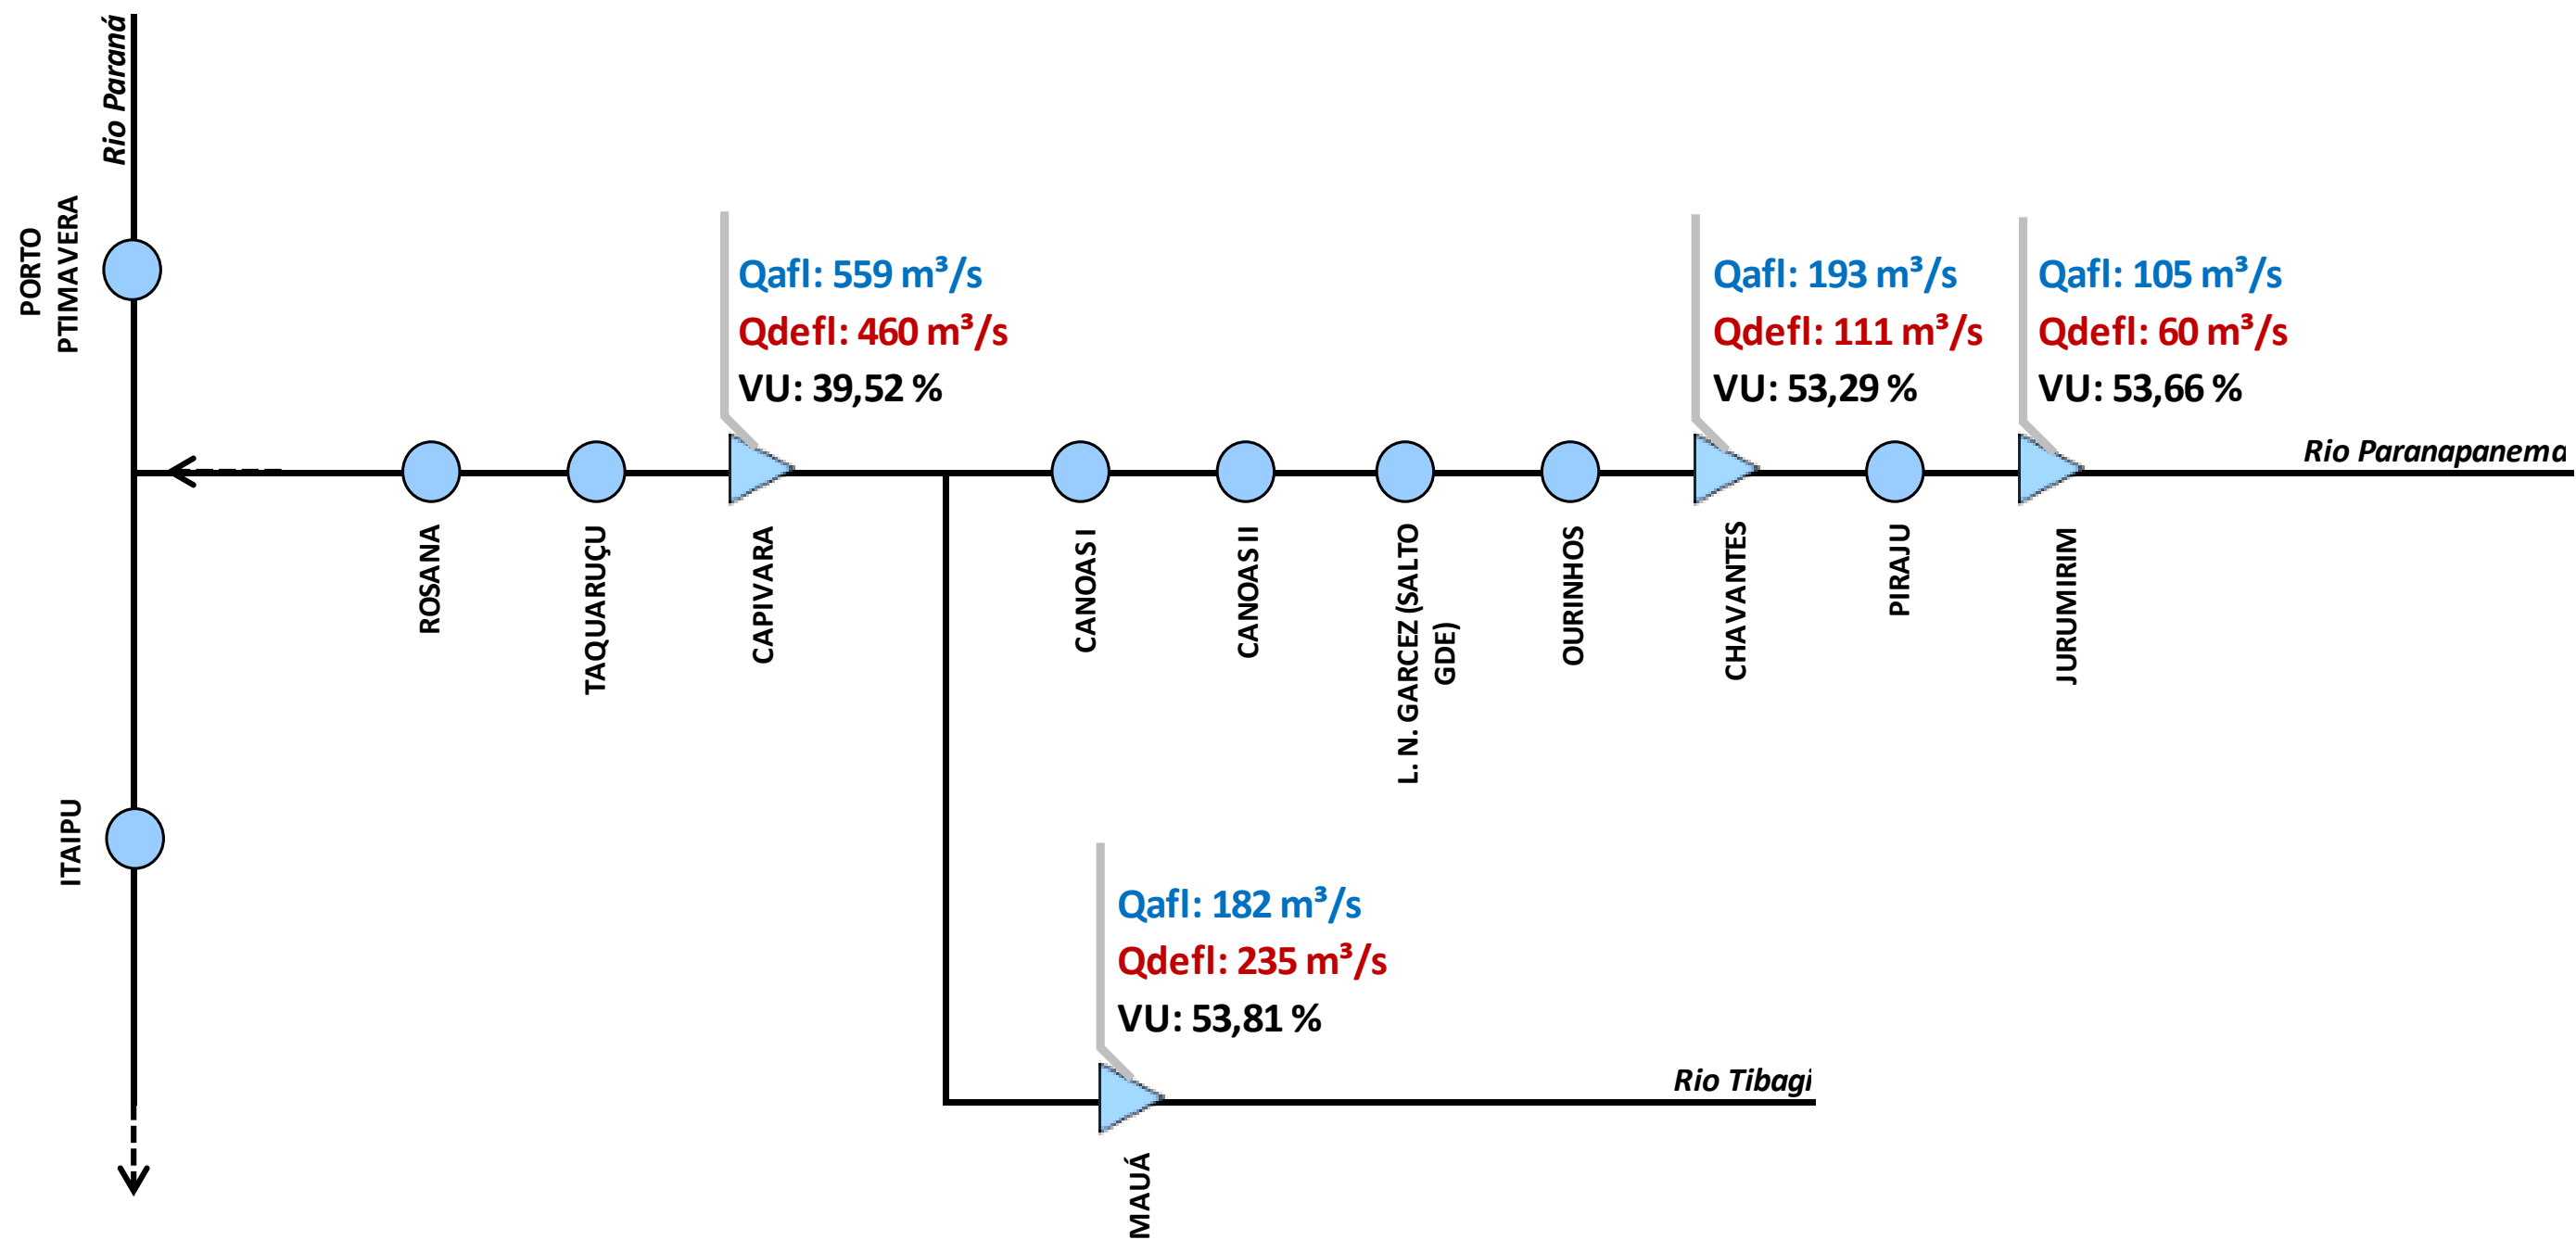 Rio Paraná
PORTO
PTIMAVERA
Qafl: 559 m³/s
Qdefl: 460 m³/s
VU: 39,52 %
Qafl: 193 m³/s
Qdefl: 111 m³/s
VU: 53,29 %
Qafl: 105 m³/s
Qdefl: 60 m³/s
VU: 53,66 %
Rio Paranapanema
ROSANA
TAQUARUÇU
CAPIVARA
CANOAS I
CANOAS II
L. N. GARCEZ (SALTO
GDE)
OURINHOS
CHAVANTES
PIRAJU
JURUMIRIM
ITAIPU
Qafl: 182 m³/s
Qdefl: 235 m³/s
VU: 53,81 %
Rio Tibagi
MAUÁ